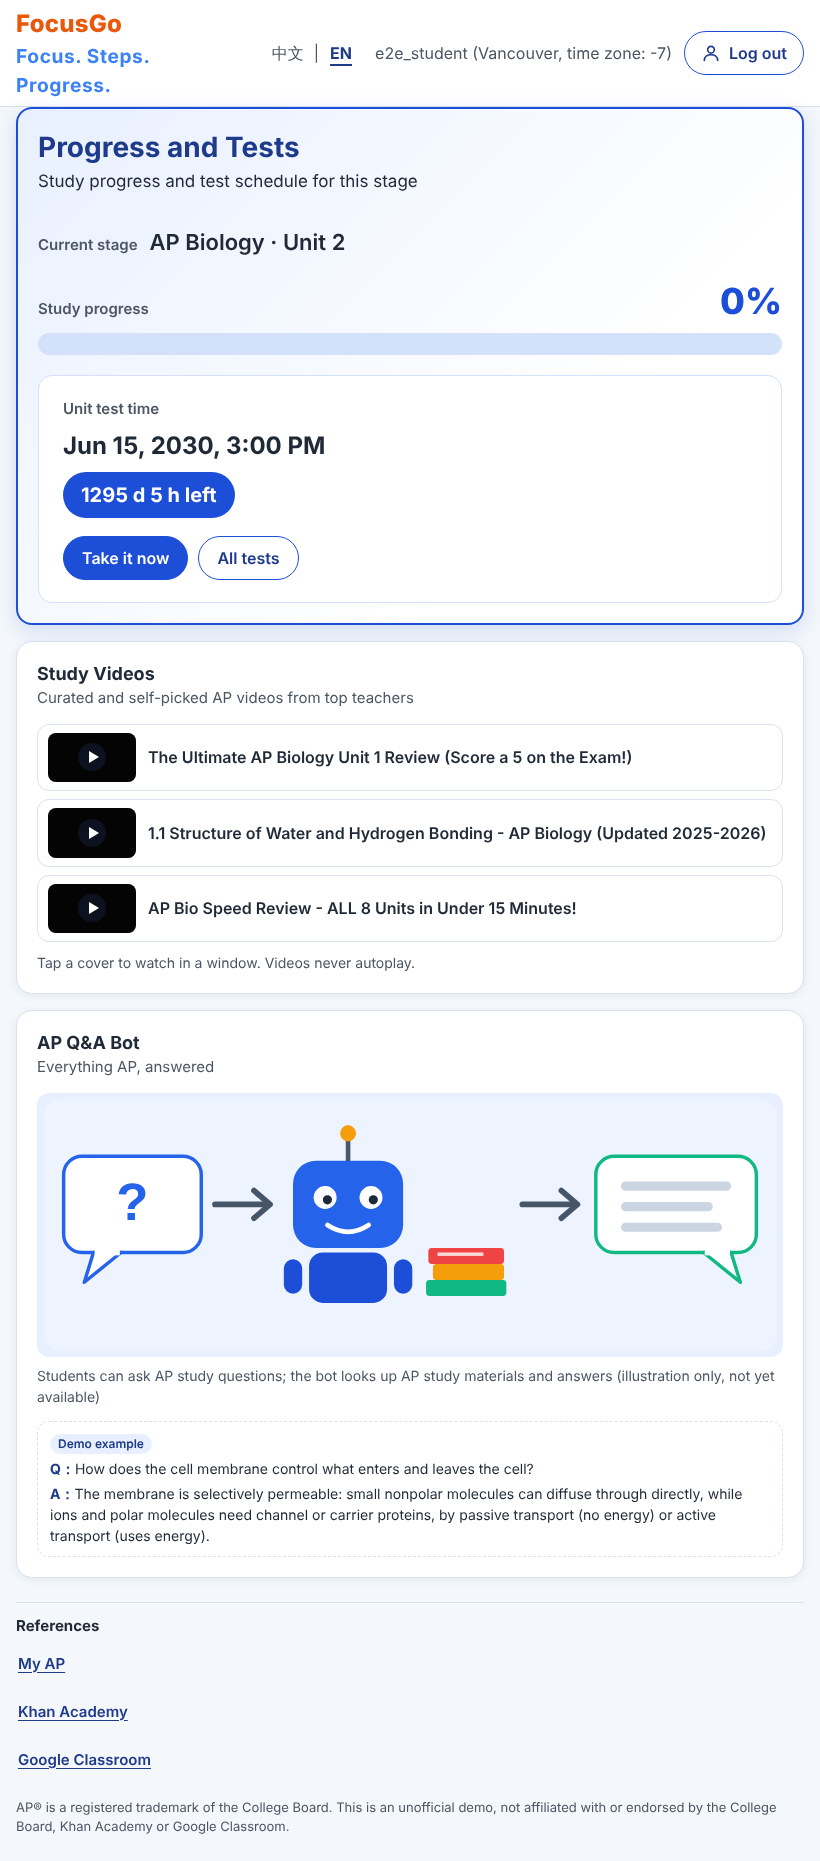 FocusGo
Focus. Steps.
Progress.
中文 | EN e2e_student (Vancouver, time zone: -7) Log out
Progress and Tests
Study progress and test schedule for this stage
Current stage AP Biology · Unit 2
Study progress 0%
Unit test time
Jun 15, 2030, 3:00 PM
1295 d 5 h left
Take it now All tests
Study Videos
Curated and self-picked AP videos from top teachers
The Ultimate AP Biology Unit 1 Review (Score a 5 on the Exam!)
1.1 Structure of Water and Hydrogen Bonding - AP Biology (Updated 2025-2026)
AP Bio Speed Review - ALL 8 Units in Under 15 Minutes!
Tap a cover to watch in a window. Videos never autoplay.
AP Q&A Bot
Everything AP, answered
?
Students can ask AP study questions; the bot looks up AP study materials and answers (illustration only, not yet
available)
Demo example
Q：How does the cell membrane control what enters and leaves the cell?
A：The membrane is selectively permeable: small nonpolar molecules can diffuse through directly, while
ions and polar molecules need channel or carrier proteins, by passive transport (no energy) or active
transport (uses energy).
References
My AP
Khan Academy
Google Classroom
AP® is a registered trademark of the College Board. This is an unofficial demo, not affiliated with or endorsed by the College
Board, Khan Academy or Google Classroom.